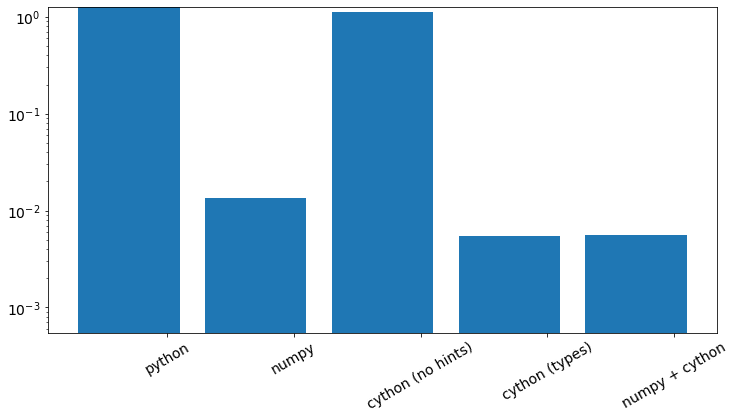 10⁰
10⁻¹
10⁻²
10⁻³
python
numpy
cython (no hints)
cython (types)
numpy + cython